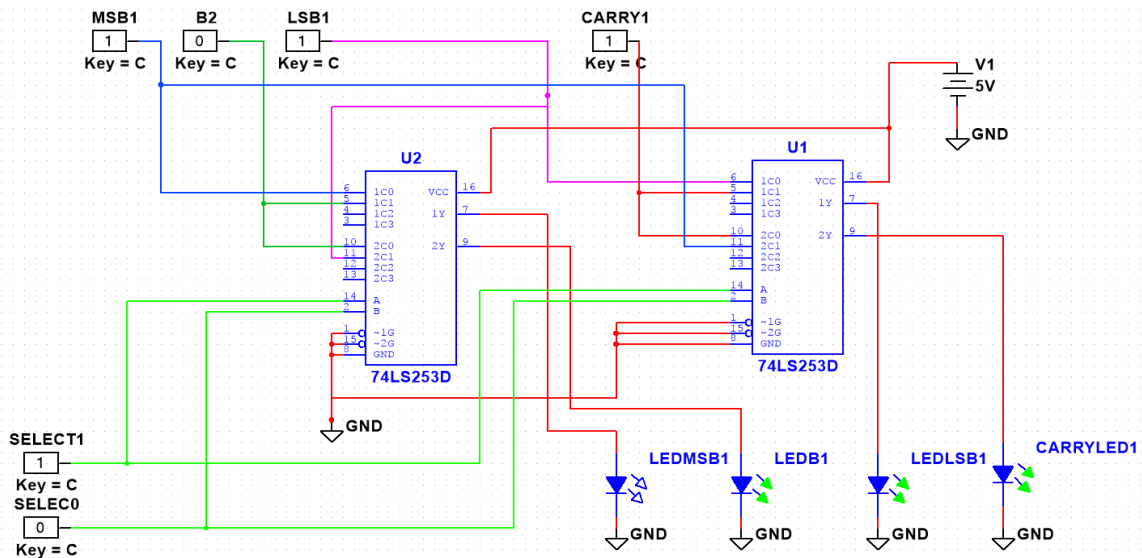 MSB1
B2
LSB1
CARRY1
1
0
1
1
Key = C
Key = C
Key = C
Key = C
V1
5V
GND
U2
U1
6 1C0
5 1C1
4 1C2
3 1C3
10 2C0
11 2C1
12 2C2
13 2C3
14 A
2 B
1 ~1G
15 ~2G
8 GND
VCC 16
1Y 7
2Y 9
74LS253D
6 1C0
5 1C1
4 1C2
3 1C3
10 2C0
11 2C1
12 2C2
13 2C3
14 A
2 B
1 ~1G
15 ~2G
8 GND
VCC 16
1Y 7
2Y 9
74LS253D
GND
SELECT1
1
Key = C
SELEC0
0
Key = C
LEDMSB1
LEDB1
LEDLSB1
CARRYLED1
GND
GND
GND
GND